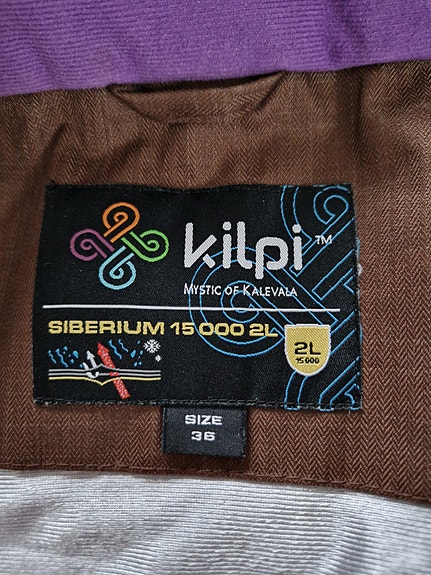 kilpi™
MYSTIC OF KALEVALA
SIBERIUM 15 000 2L
2L
15 000
SIZE
36